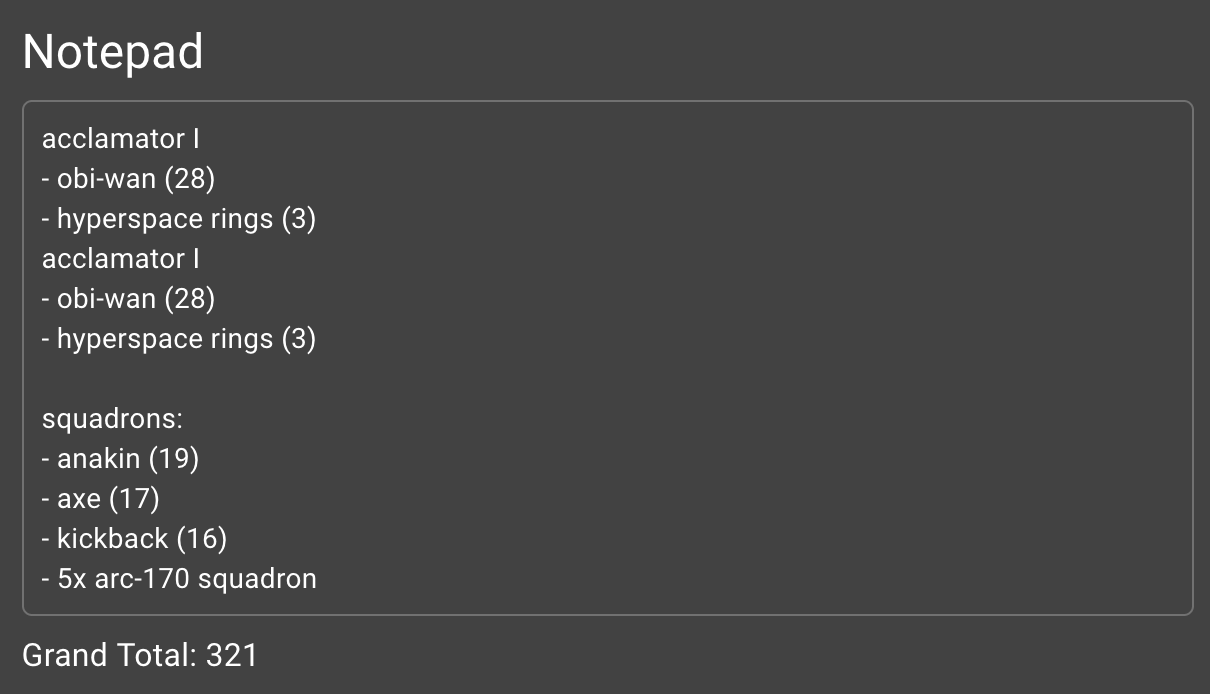 Notepad
acclamator I
- obi-wan (28)
- hyperspace rings (3)
acclamator I
- obi-wan (28)
- hyperspace rings (3)
squadrons:
- anakin (19)
- axe (17)
- kickback (16)
- 5x arc-170 squadron
Grand Total: 321